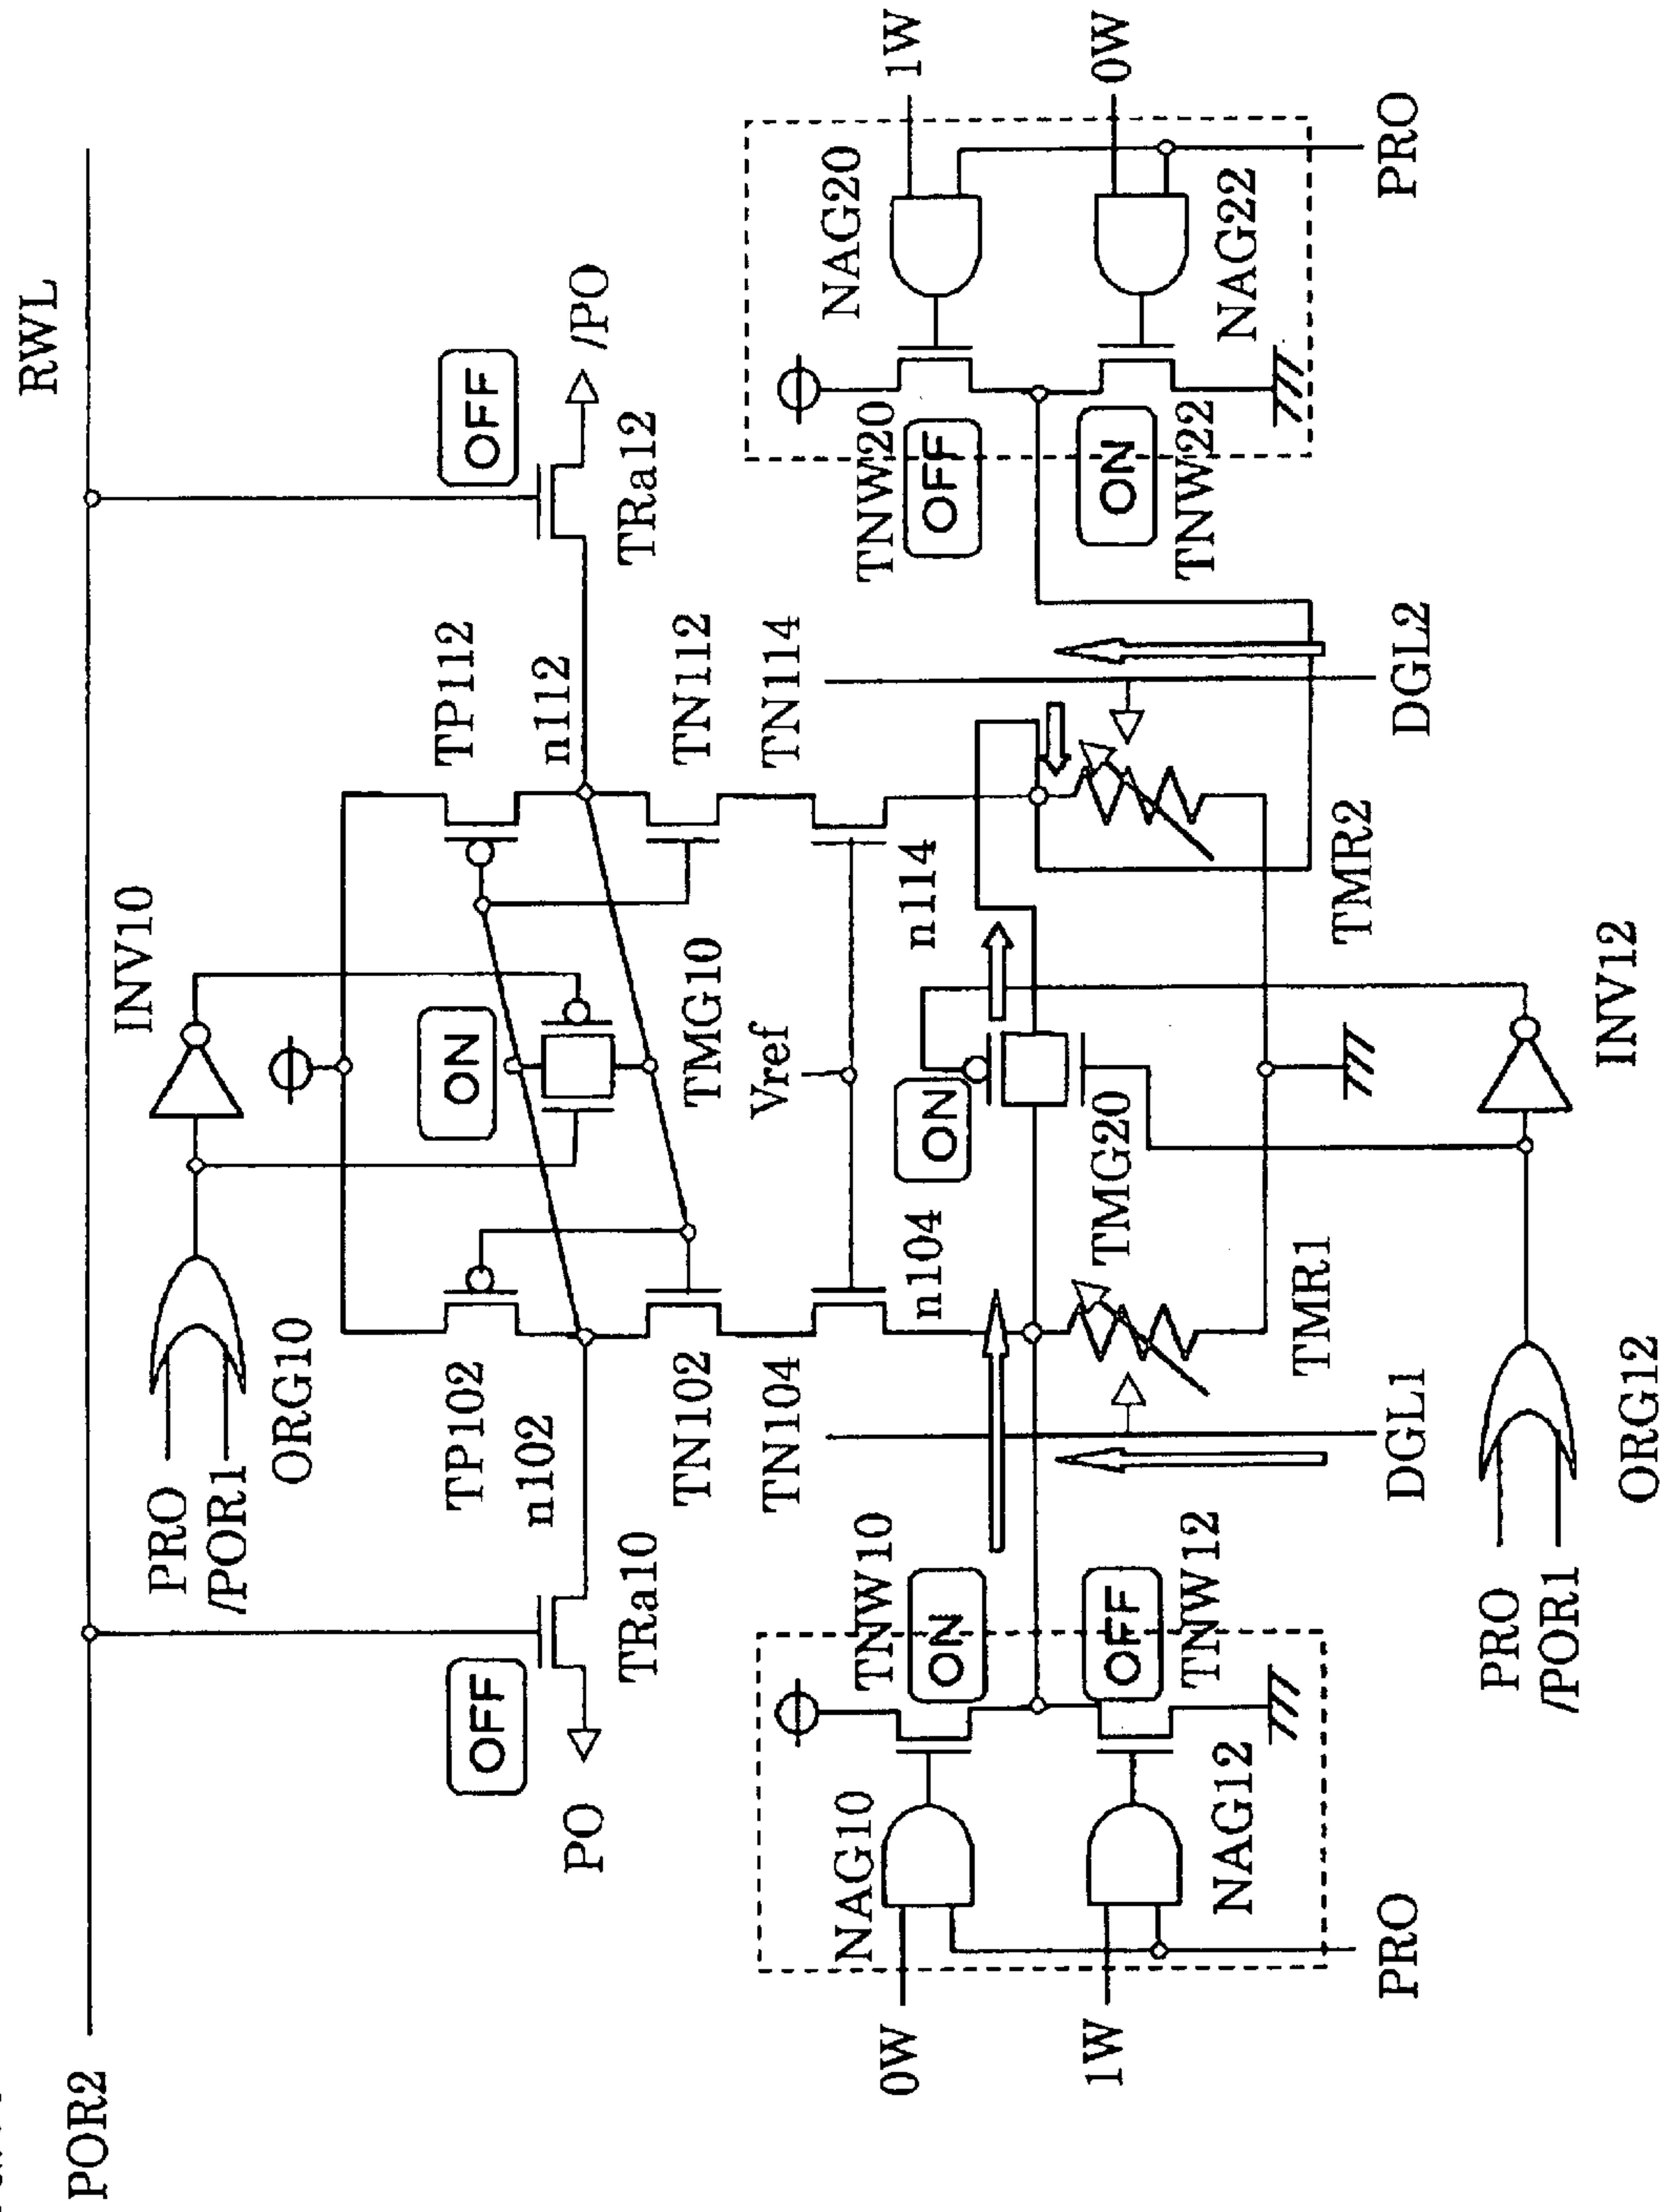 POR2
RWL
INV10
PRO
/POR1
ORG10
ON
TMG10
TP102
n102
TP112
n112
OFF
TRa10
PO
OFF
TRa12
/PO
TN102
TN104
TN112
TN114
Vref
n104
n114
ON
TMG20
TNW10
ON
OFF
TNW12
NAG10
NAG12
0W
1W
PRO
DGL1
TMR1
TMR2
DGL2
TNW20
OFF
ON
TNW22
NAG20
NAG22
1W
0W
PRO
PRO
/POR1
ORG12
INV12